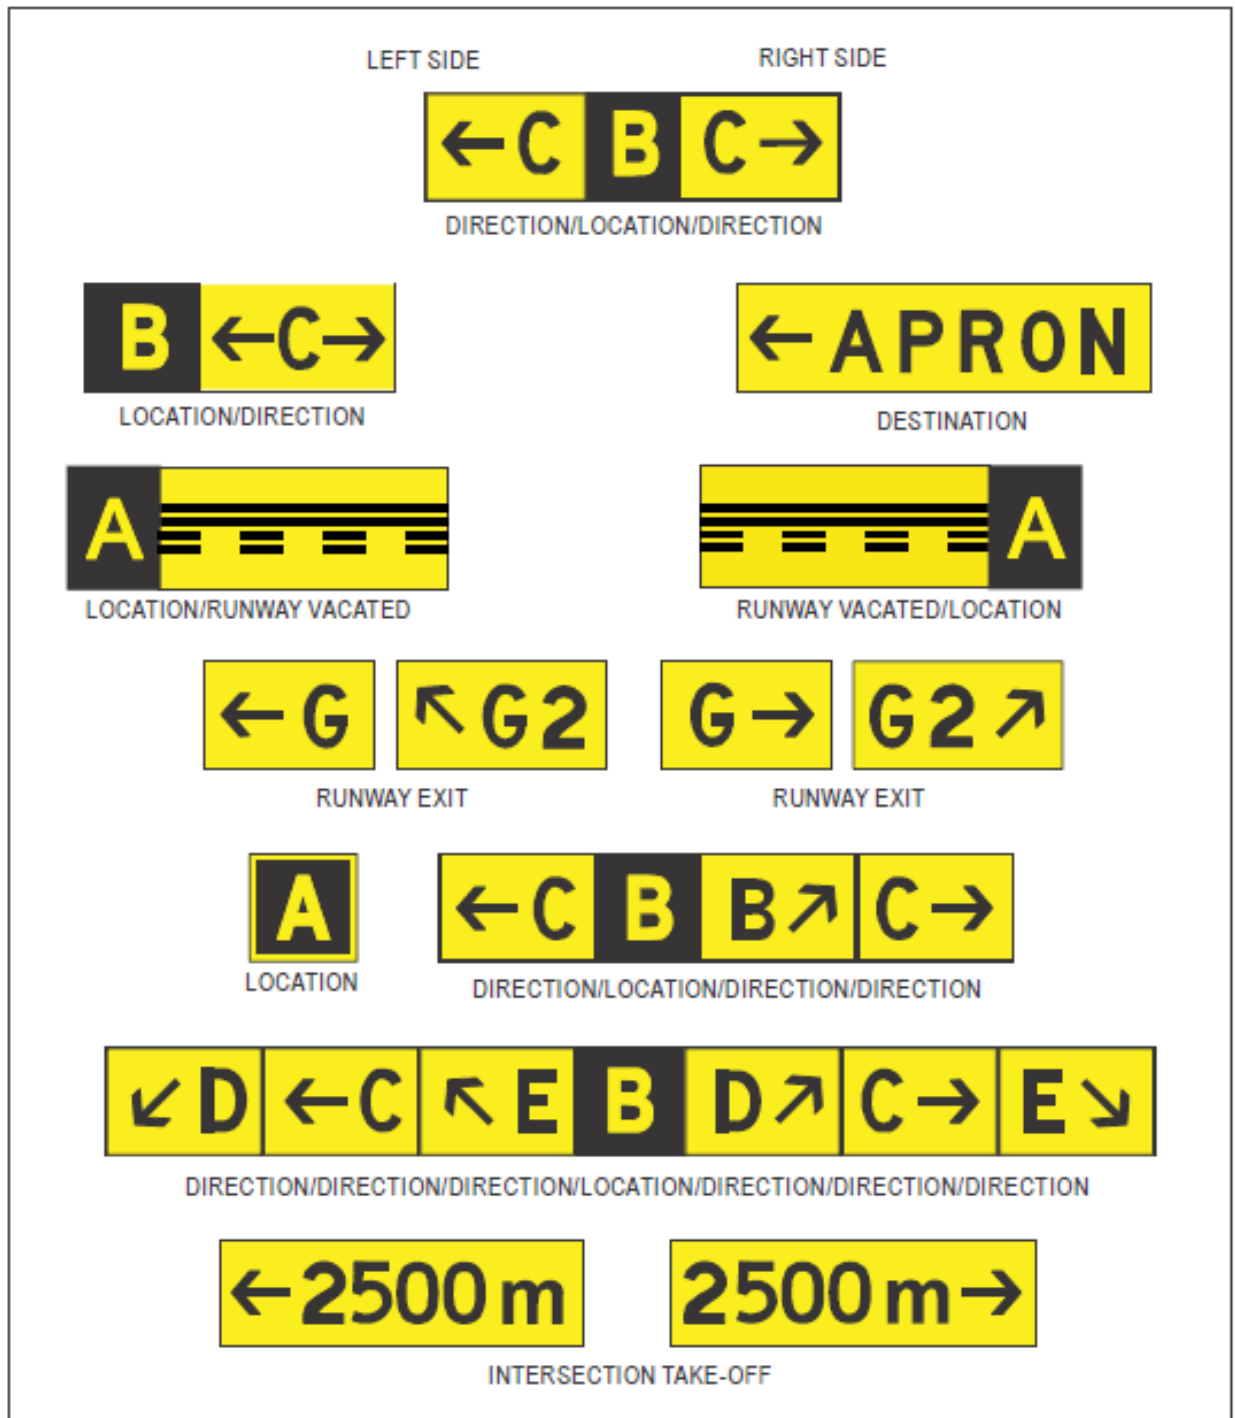 LEFT SIDE RIGHT SIDE
←C B C→
DIRECTION/LOCATION/DIRECTION
B ←C→ ←APRON
LOCATION/DIRECTION DESTINATION
A A
LOCATION/RUNWAY VACATED RUNWAY VACATED/LOCATION
←G ↖G2 G→ G2↗
RUNWAY EXIT RUNWAY EXIT
A ←C B B↗ C→
LOCATION DIRECTION/LOCATION/DIRECTION/DIRECTION
↙D ←C ↖E B D↗ C→ E↘
DIRECTION/DIRECTION/DIRECTION/LOCATION/DIRECTION/DIRECTION/DIRECTION
←2500m 2500m→
INTERSECTION TAKE-OFF